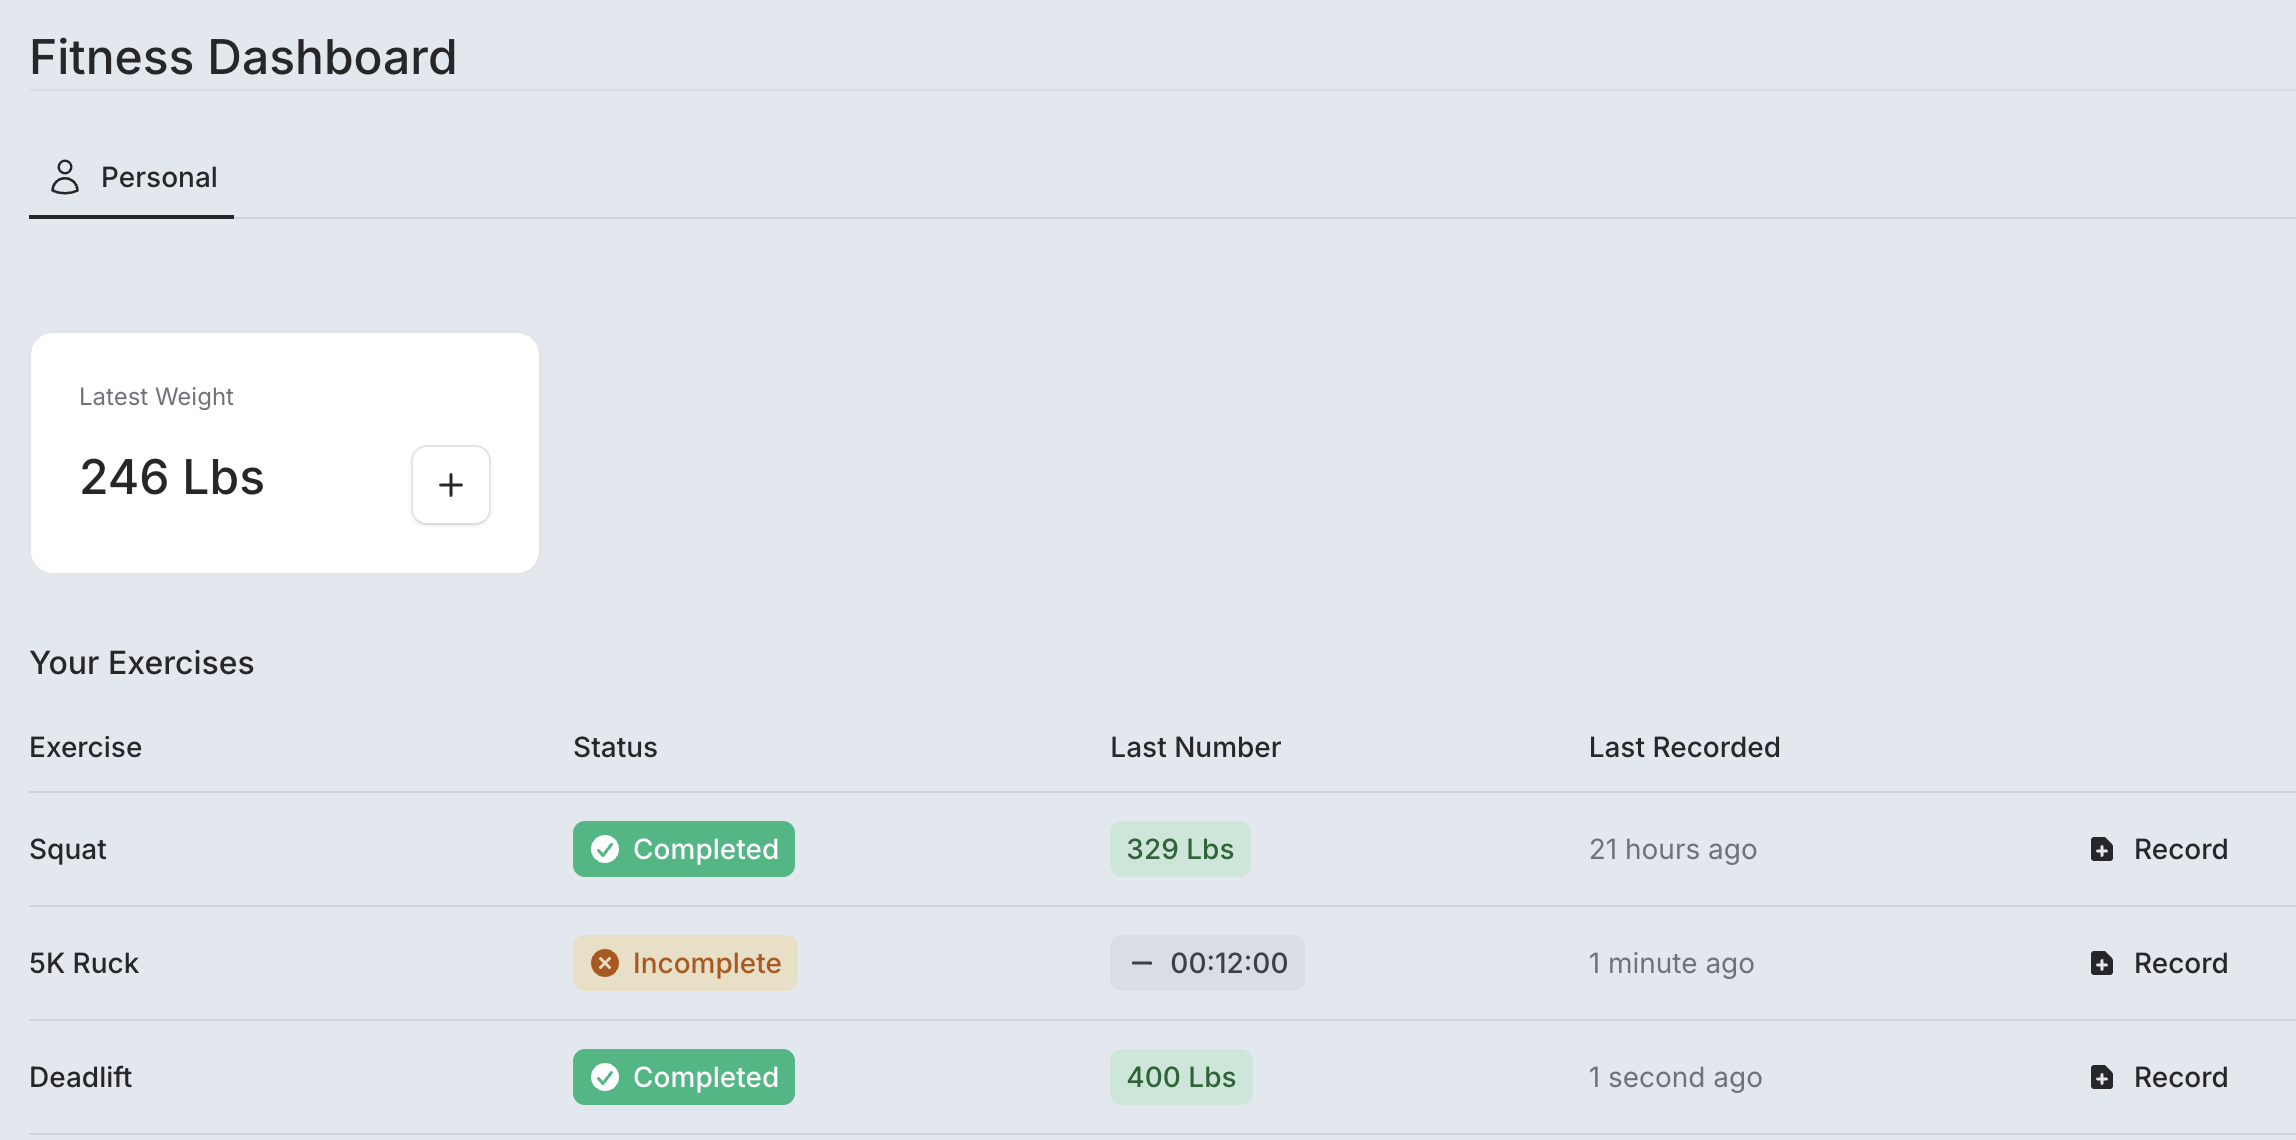 Fitness Dashboard
Personal
Latest Weight
246 Lbs
Your Exercises
Exercise Status Last Number Last Recorded
Squat Completed 329 Lbs 21 hours ago Record
5K Ruck Incomplete — 00:12:00 1 minute ago Record
Deadlift Completed 400 Lbs 1 second ago Record